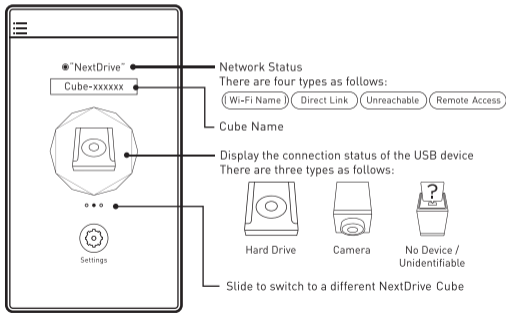 "NextDrive"
Cube-xxxxxx
Settings
Network Status
There are four types as follows:
Wi-Fi Name
Direct Link
Unreachable
Remote Access
Cube Name
Display the connection status of the USB device
There are three types as follows:
?
Hard Drive
Camera
No Device /
Unidentifiable
Slide to switch to a different NextDrive Cube